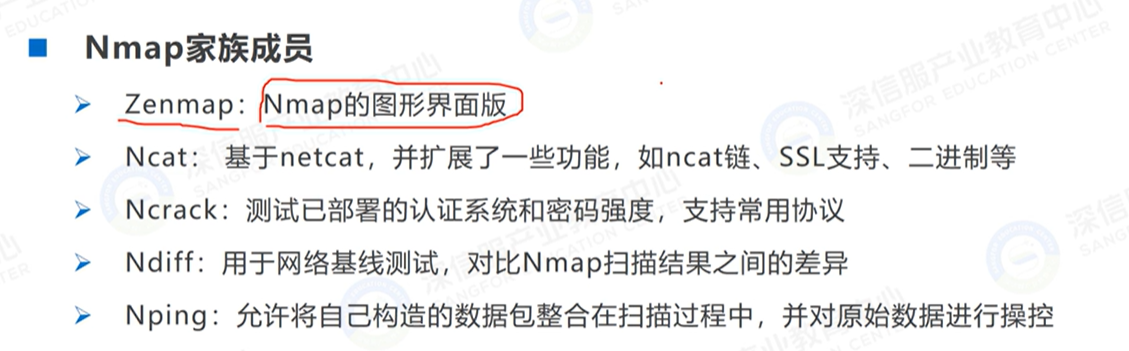 Nmap家族成员
Zenmap：Nmap的图形界面版
Ncat： 基于netcat，并扩展了一些功能，如ncat链、SSL支持、二进制等
Ncrack：测试已部署的认证系统和密码强度，支持常用协议
Ndiff：用于网络基线测试，对比Nmap扫描结果之间的差异
Nping：允许将自己构造的数据包整合在扫描过程中，并对原始数据进行操控
深信服产业教育中心
SANGFOR EDUCATION CENTER